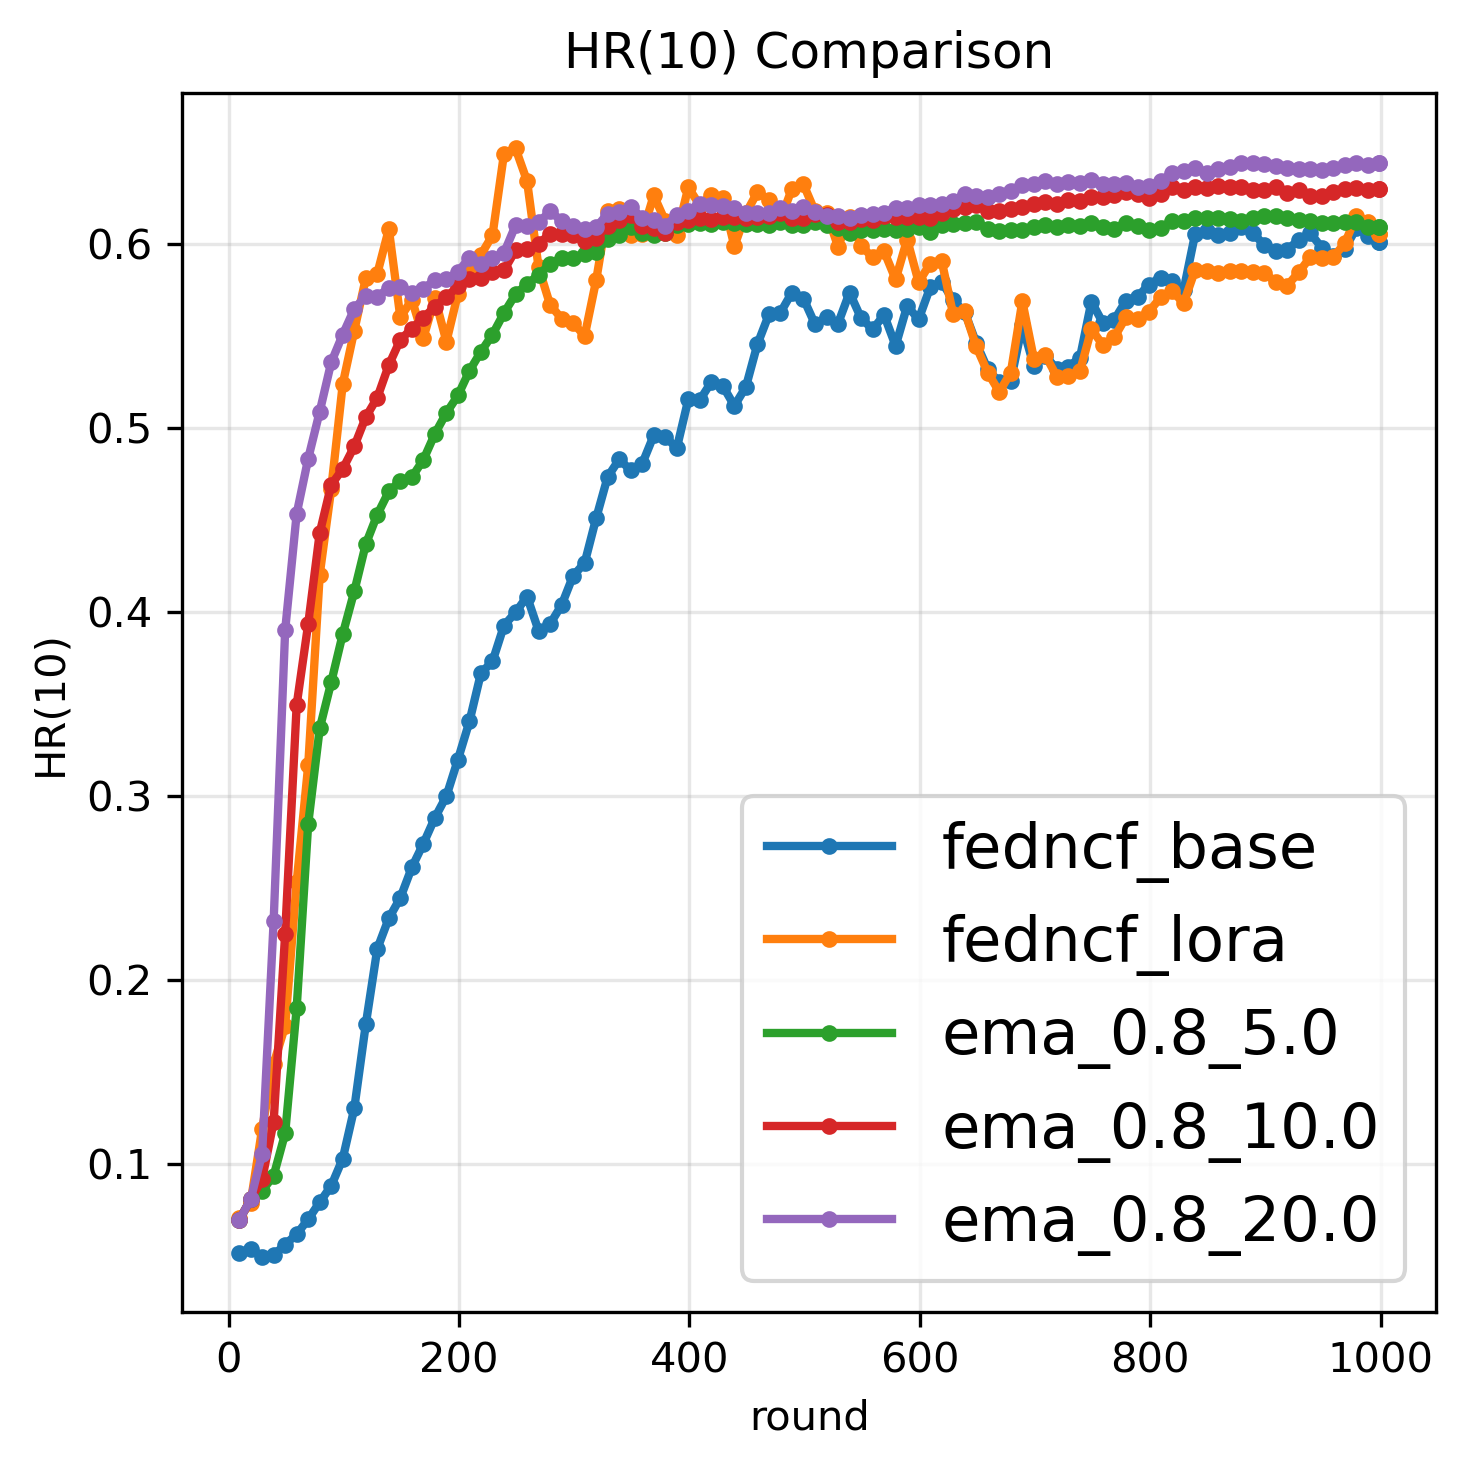 HR(10) Comparison
HR(10)
0.6
0.5
0.4
0.3
0.2
0.1
0 200 400 600 800 1000
round
fedncf_base
fedncf_lora
ema_0.8_5.0
ema_0.8_10.0
ema_0.8_20.0